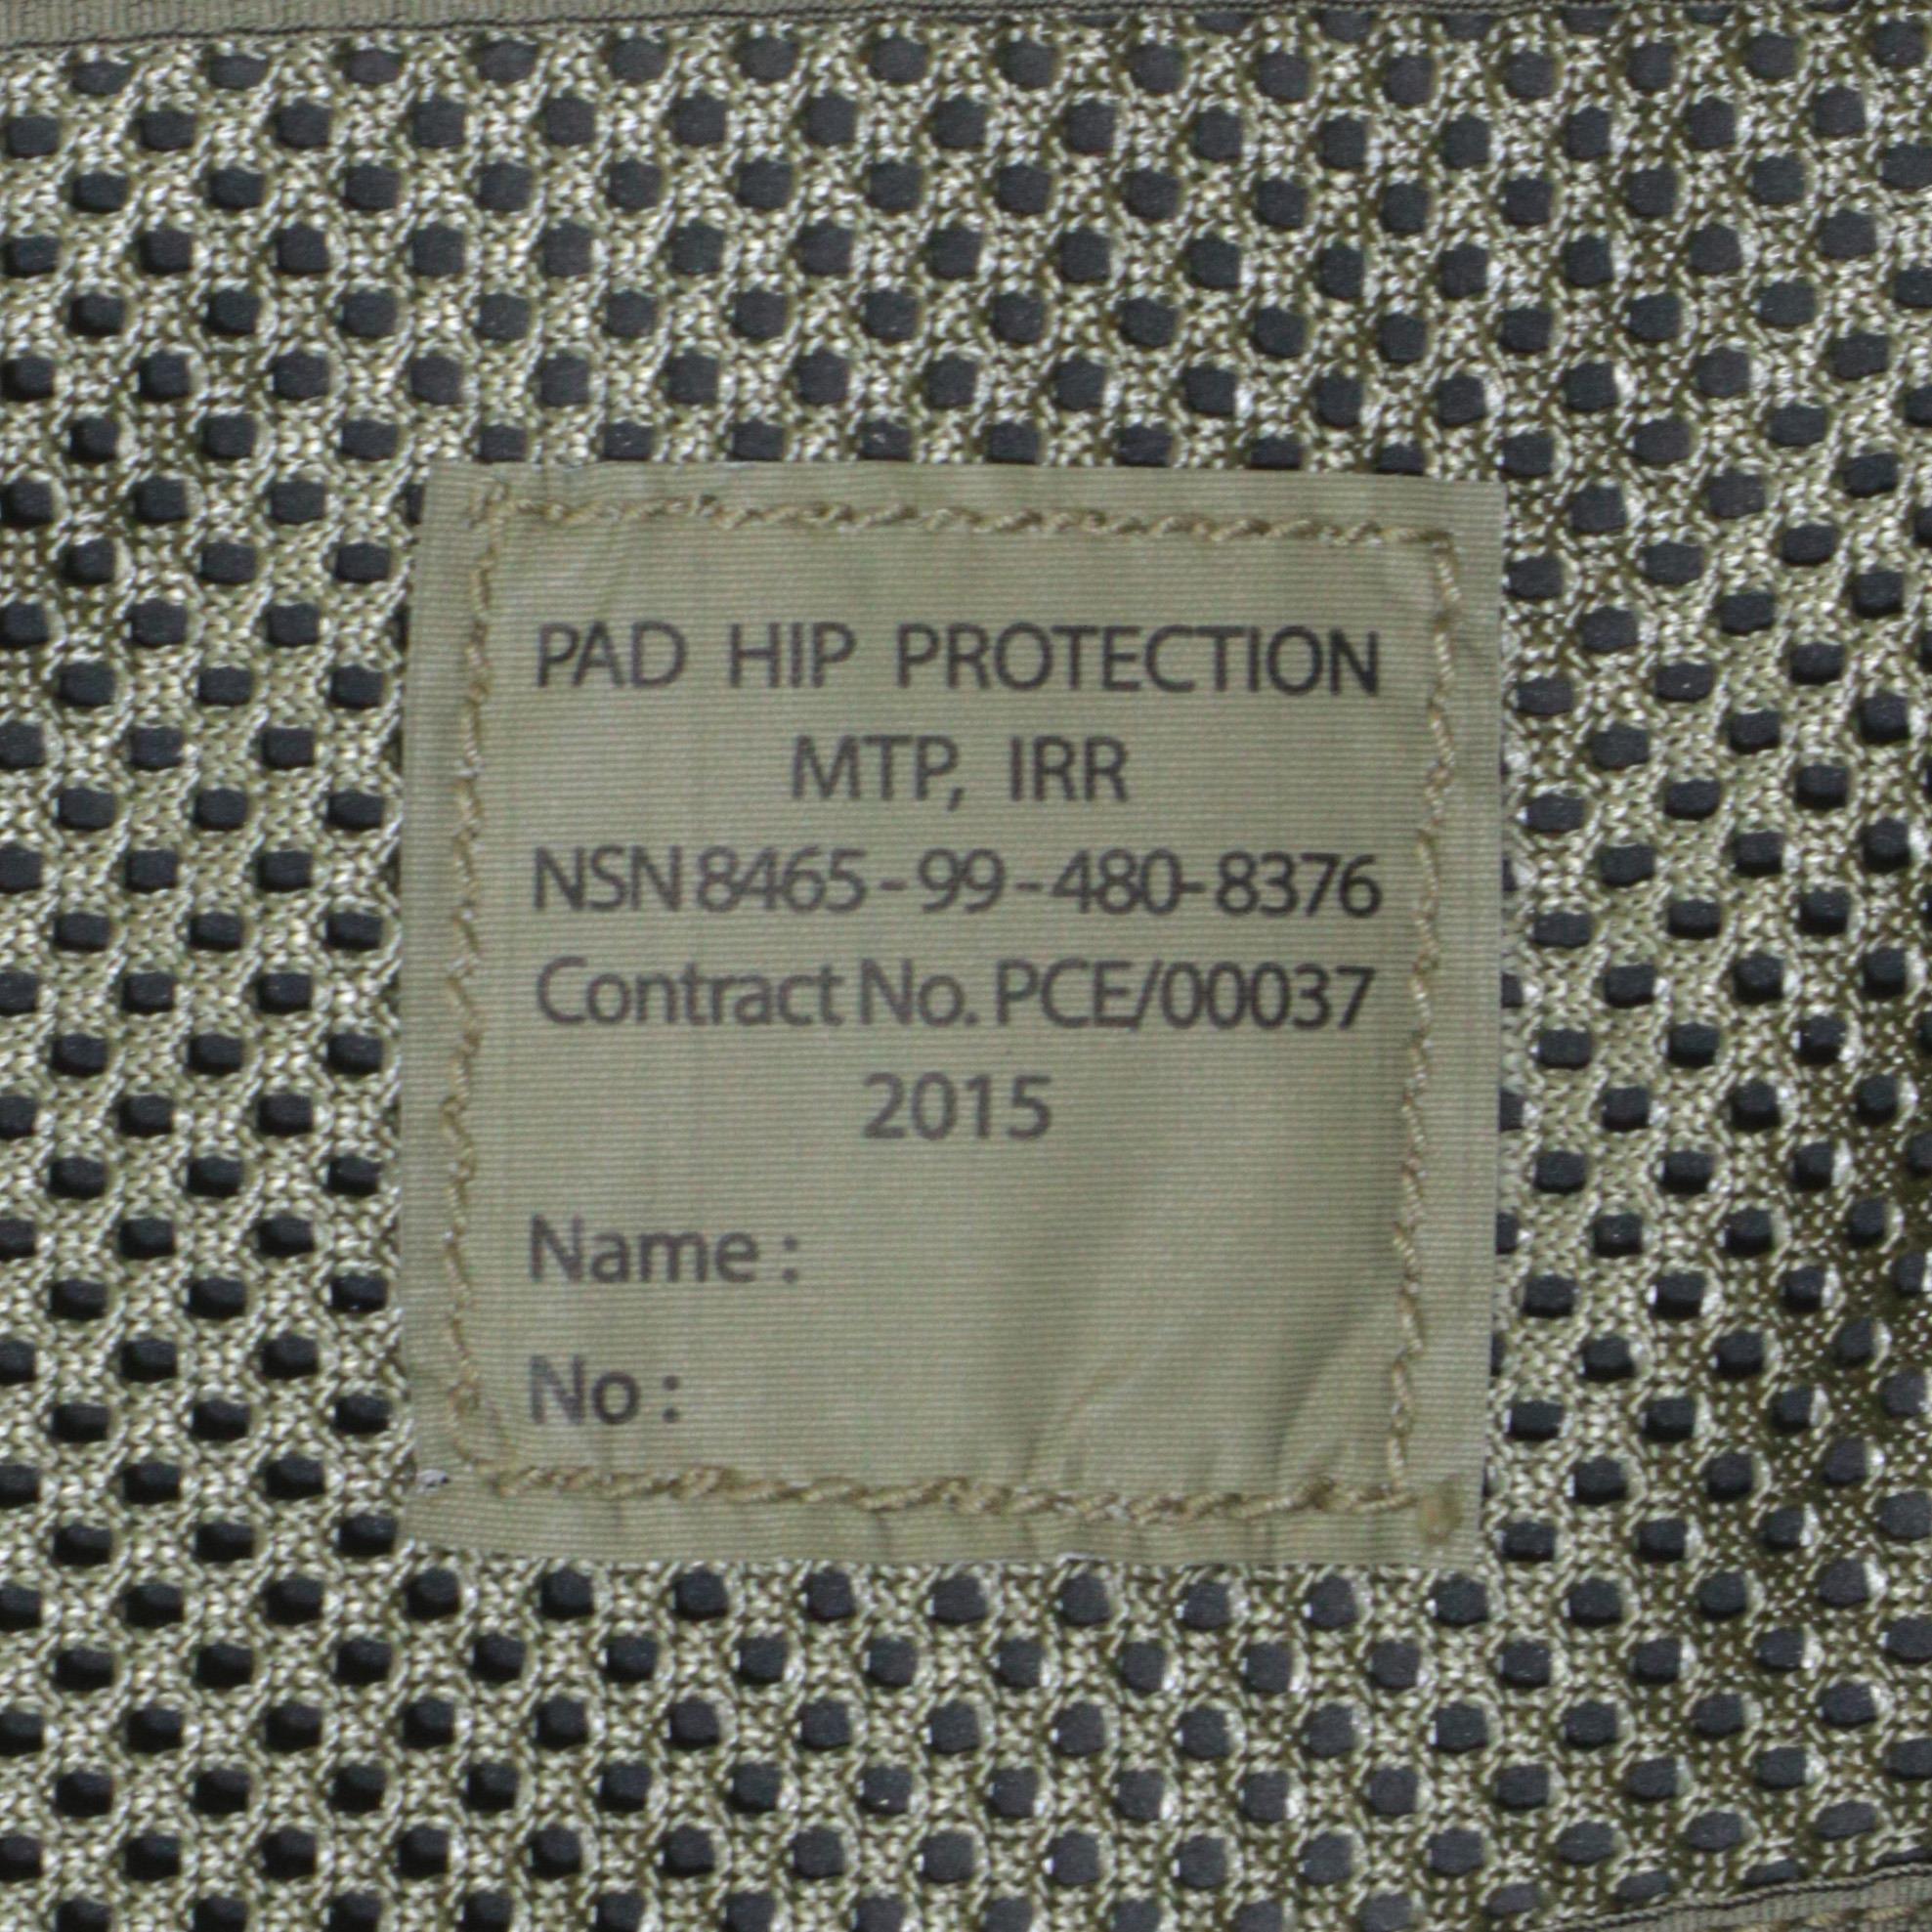 PAD HIP PROTECTION
MTP, IRR
NSN 8465-99-480-8376
Contract No. PCE/00037
2015
Name :
No :